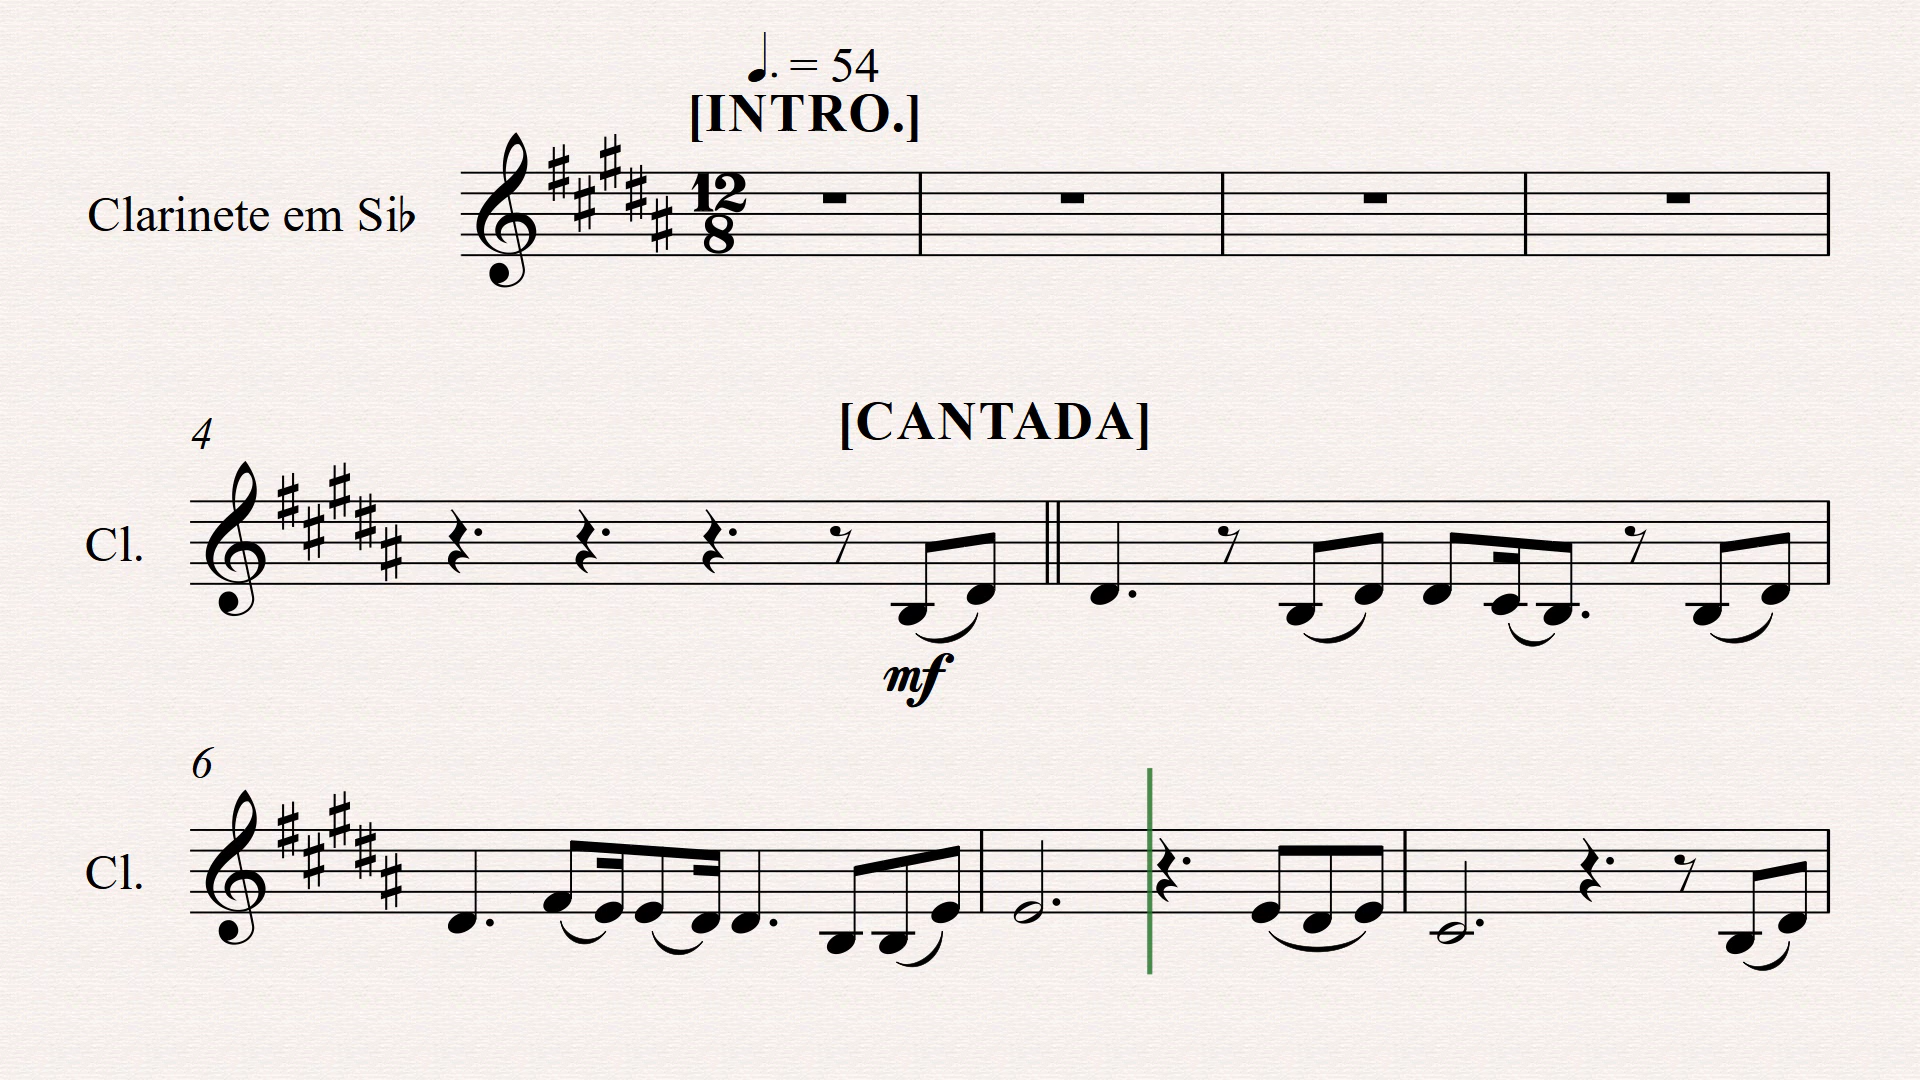 ♩. = 54
[INTRO.]
Clarinete em Si♭
12
8
4
[CANTADA]
Cl.
mf
6
Cl.